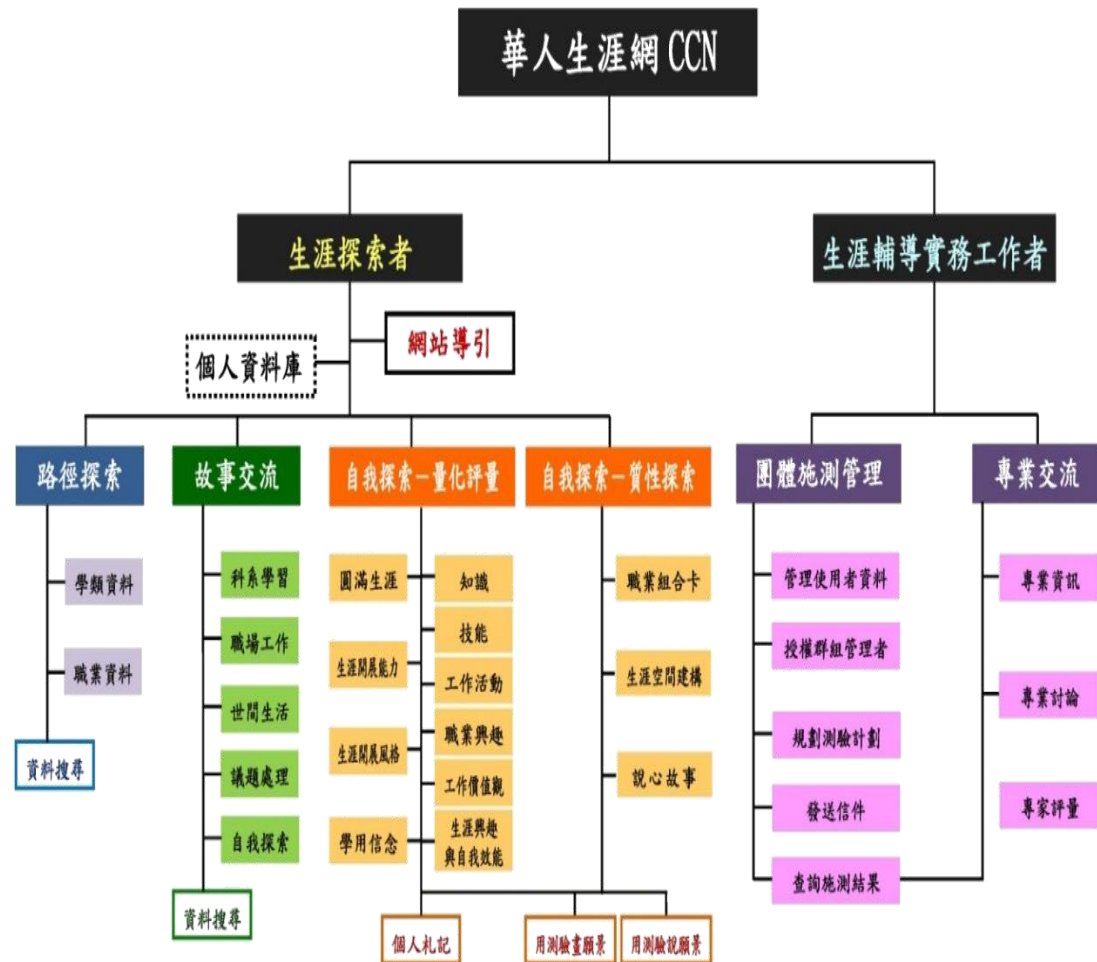 華人生涯網 CCN
生涯探索者
生涯輔導實務工作者
網站導引
個人資料庫
路徑探索
故事交流
自我探索－量化評量
自我探索－質性探索
團體施測管理
專業交流
學類資料
職業資料
資料搜尋
科系學習
職場工作
世間生活
議題處理
自我探索
資料搜尋
圓滿生涯
生涯開展能力
生涯開展風格
學用信念
知識
技能
工作活動
職業興趣
工作價值觀
生涯興趣
與自我效能
職業組合卡
生涯空間建構
說心故事
個人札記
用測驗畫願景
用測驗說願景
管理使用者資料
授權群組管理者
規劃測驗計劃
發送信件
查詢施測結果
專業資訊
專業討論
專家評量